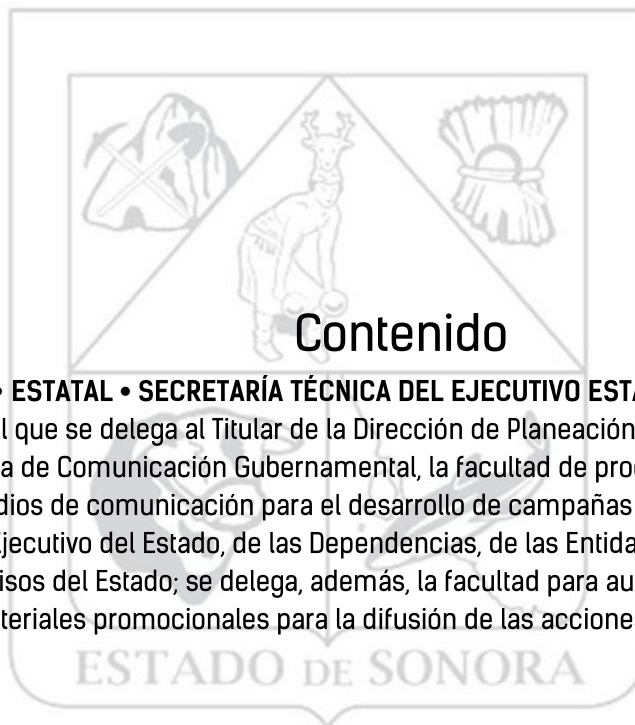 Contenido
• ESTATAL • SECRETARÍA TÉCNICA DEL EJECUTIVO ESTA
l que se delega al Titular de la Dirección de Planeación
a de Comunicación Gubernamental, la facultad de pro
dios de comunicación para el desarrollo de campañas
Ejecutivo del Estado, de las Dependencias, de las Entida
isos del Estado; se delega, además, la facultad para au
teriales promocionales para la difusión de las accione
ESTADO DE SONORA